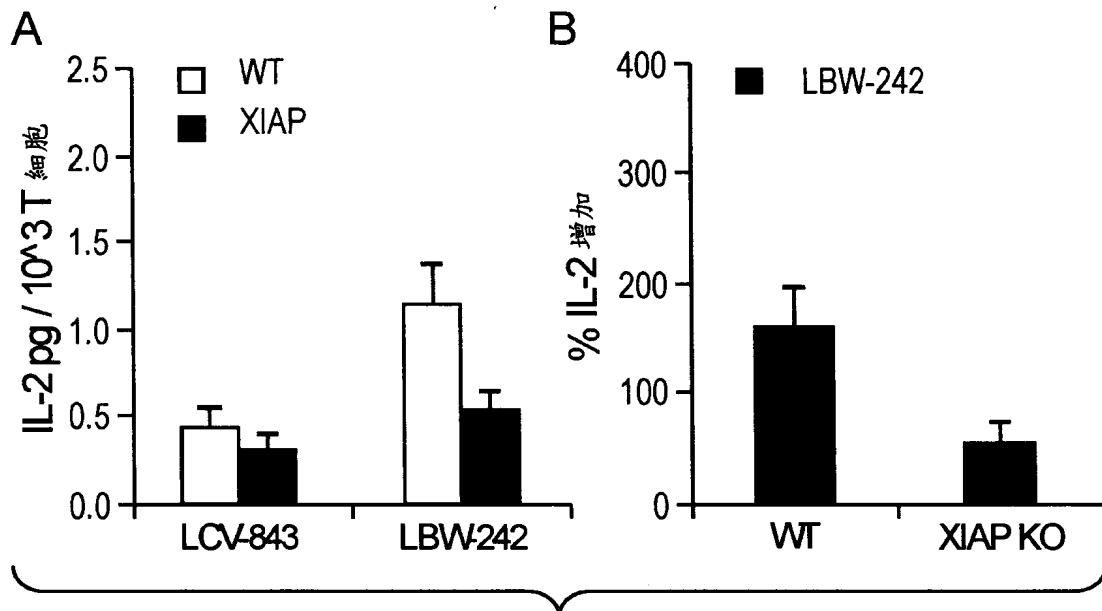 A
IL-2 pg / 10^3 T 細胞
2.5
2.0
1.5
1.0
0.5
0.0
WT
XIAP
LCV-843
LBW-242
B
% IL-2 增加
400
300
200
100
0
LBW-242
WT
XIAP KO